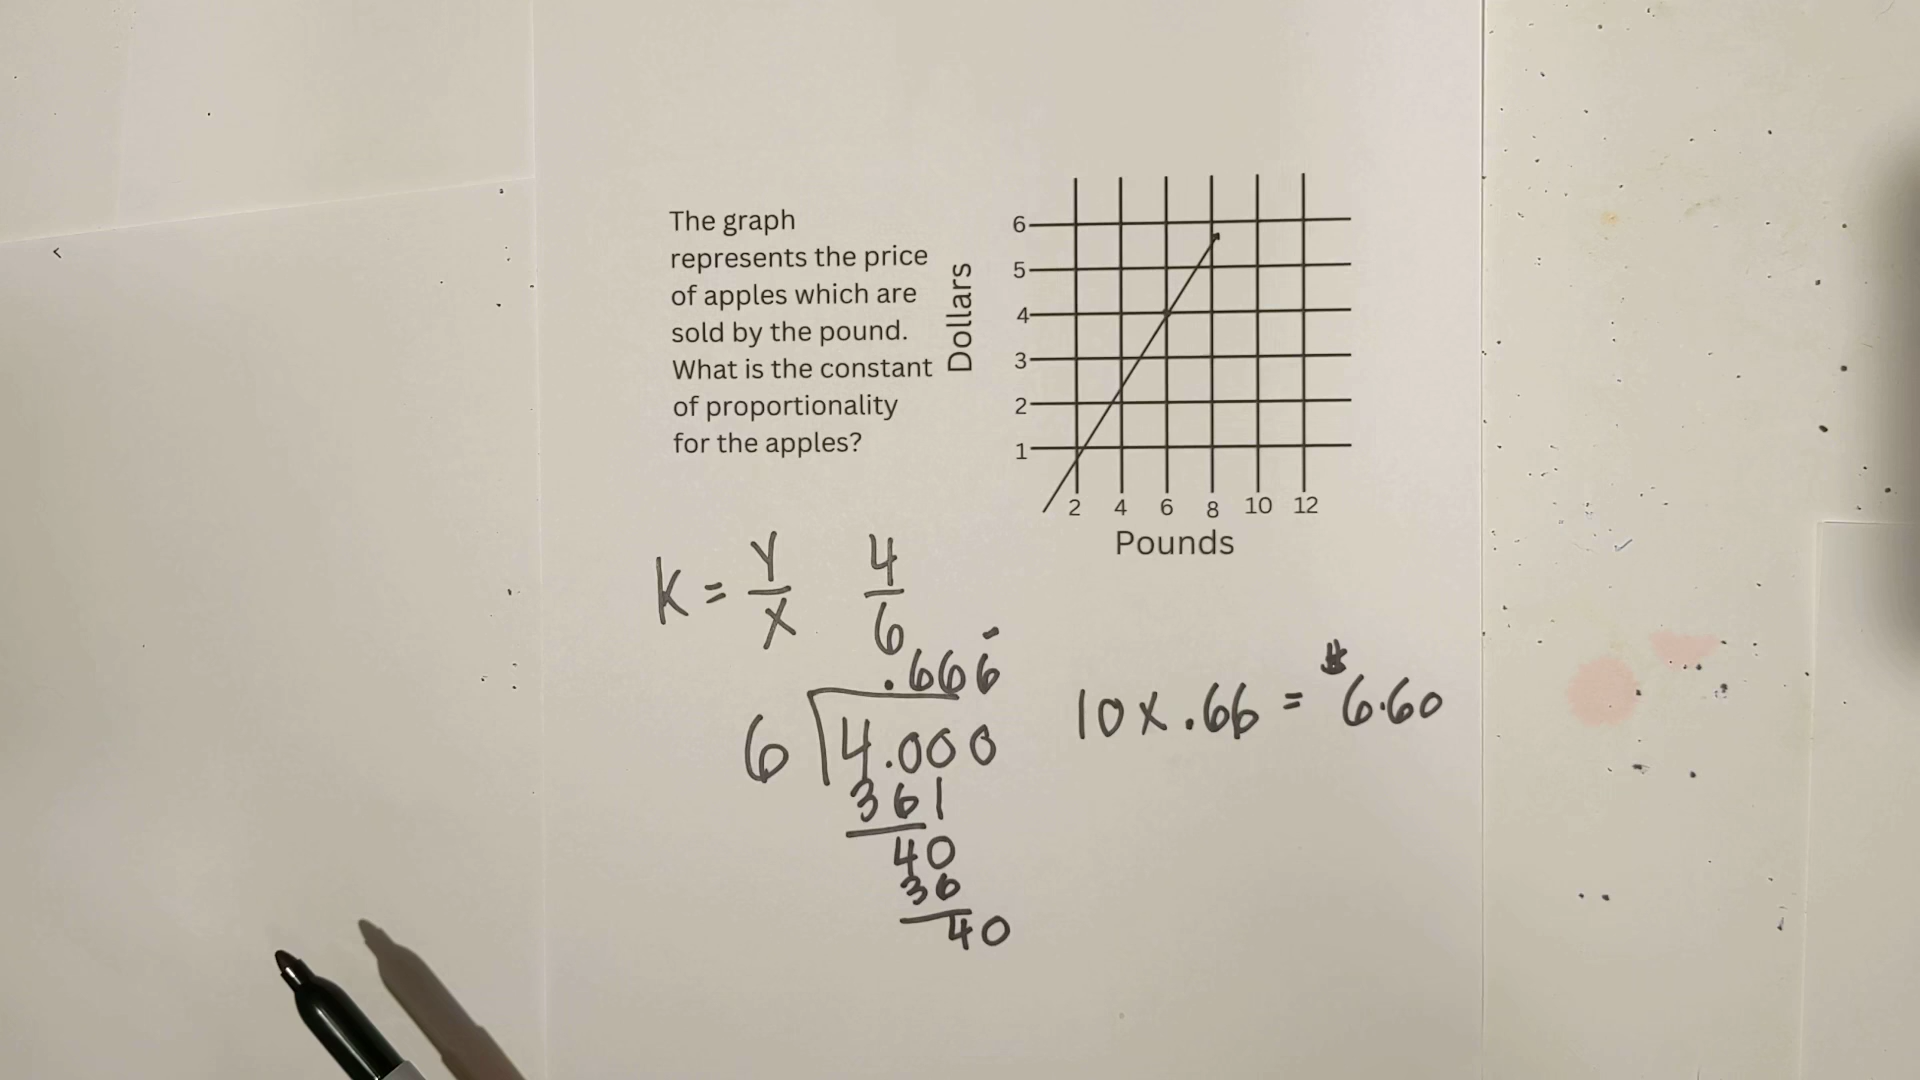 The graph
represents the price
of apples which are
sold by the pound.
What is the constant
of proportionality
for the apples?
Dollars
6
5
4
3
2
1
2 4 6 8 10 12
Pounds
K = Y/X 4/6
.666
6 4.000
361
40
36
40
10 x .66 = $6.60